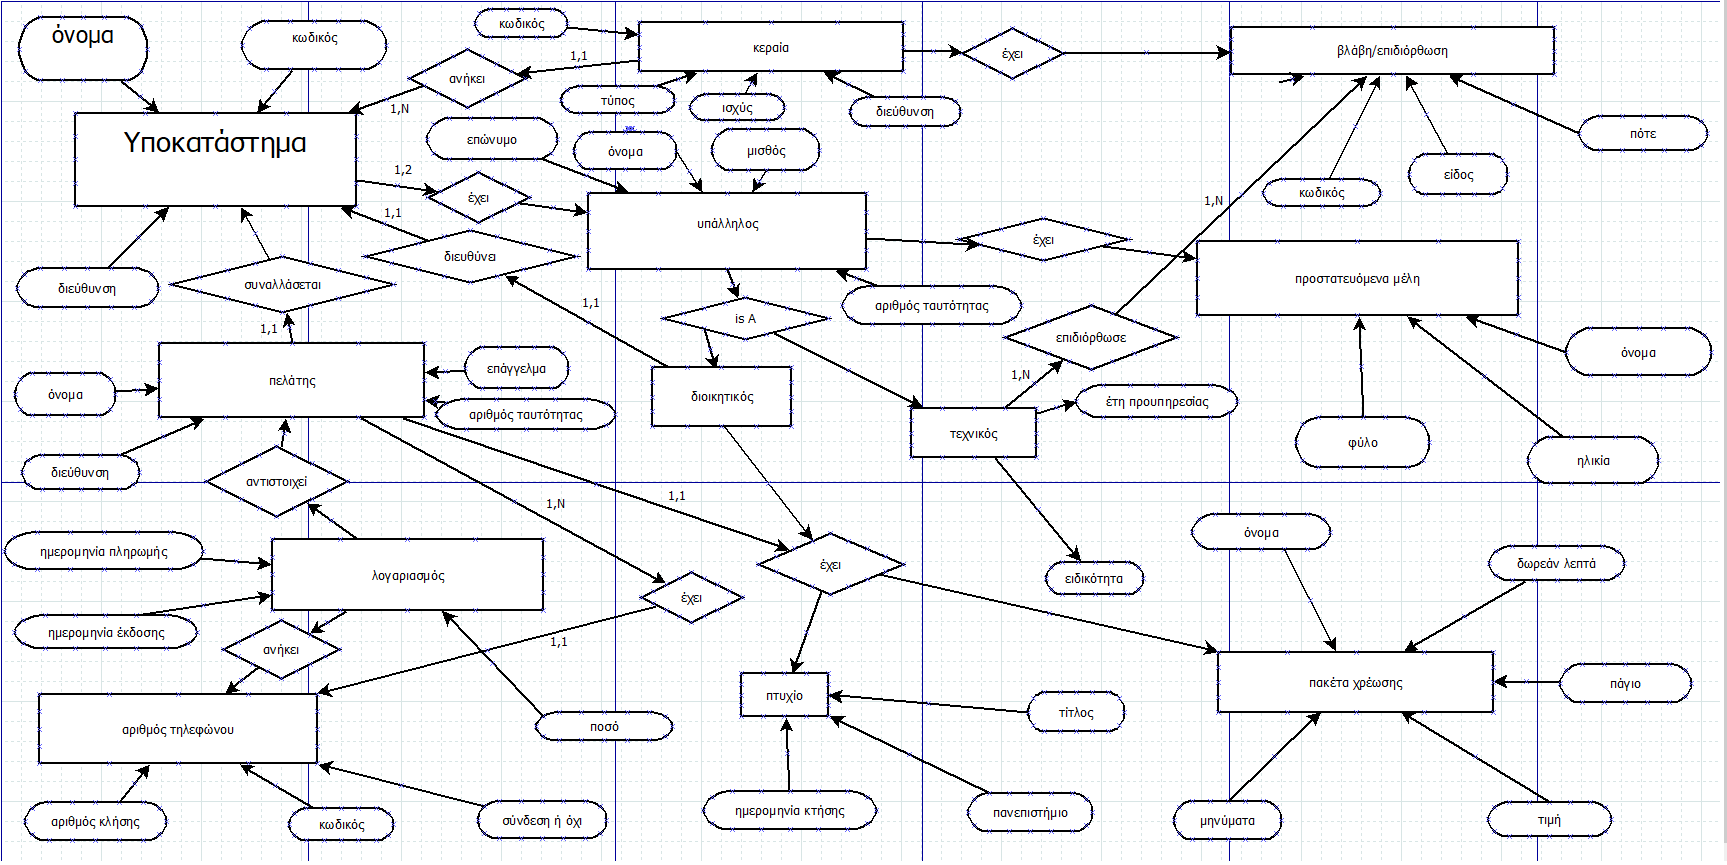 όνομα
κωδικός
κωδικός
κεραία
έχει
βλάβη/επιδιόρθωση
1,1
ανήκει
1,N
τύπος
ισχύς
διεύθυνση
πότε
Υποκατάστημα
επώνυμο
όνομα
μισθός
1,2
έχει
είδος
κωδικός
1,N
1,1
υπάλληλος
έχει
διευθύνει
διεύθυνση
συναλλάσεται
προστατευόμενα μέλη
1,1
αριθμός ταυτότητας
1,1
is A
επιδιόρθωσε
όνομα
πελάτης
επάγγελμα
1,N
όνομα
διοικητικός
έτη προυπηρεσίας
αριθμός ταυτότητας
τεχνικός
φύλο
ηλικία
διεύθυνση
αντιστοιχεί
1,N
1,1
όνομα
ημερομηνία πληρωμής
λογαριασμός
έχει
ειδικότητα
δωρεάν λεπτά
έχει
ημερομηνία έκδοσης
ανήκει
1,1
πτυχίο
πακέτα χρέωσης
πάγιο
τίτλος
αριθμός τηλεφώνου
ποσό
αριθμός κλήσης
κωδικός
σύνδεση ή όχι
ημερομηνία κτήσης
πανεπιστήμιο
μηνύματα
τιμή